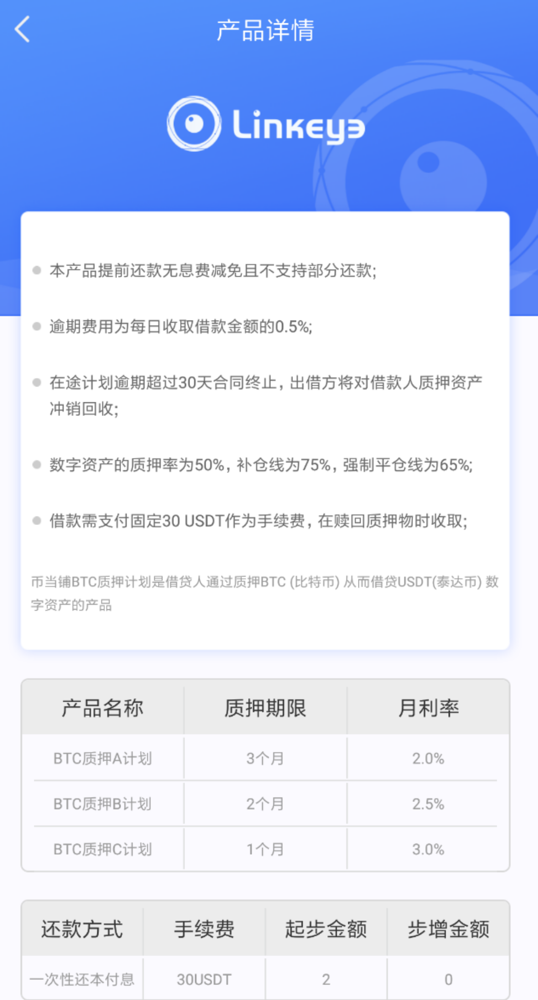 产品详情
Linkeye
本产品提前还款无息费减免且不支持部分还款;
逾期费用为每日收取借款金额的0.5%;
在途计划逾期超过30天合同终止，出借方将对借款人质押资产
冲销回收;
数字资产的质押率为50%，补仓线为75%，强制平仓线为65%;
借款需支付固定30 USDT作为手续费，在赎回质押物时收取;
币当铺BTC质押计划是借贷人通过质押BTC (比特币) 从而借贷USDT(泰达币) 数
字资产的产品
产品名称 质押期限 月利率
BTC质押A计划 3个月 2.0%
BTC质押B计划 2个月 2.5%
BTC质押C计划 1个月 3.0%
还款方式 手续费 起步金额 步增金额
一次性还本付息 30USDT 2 0